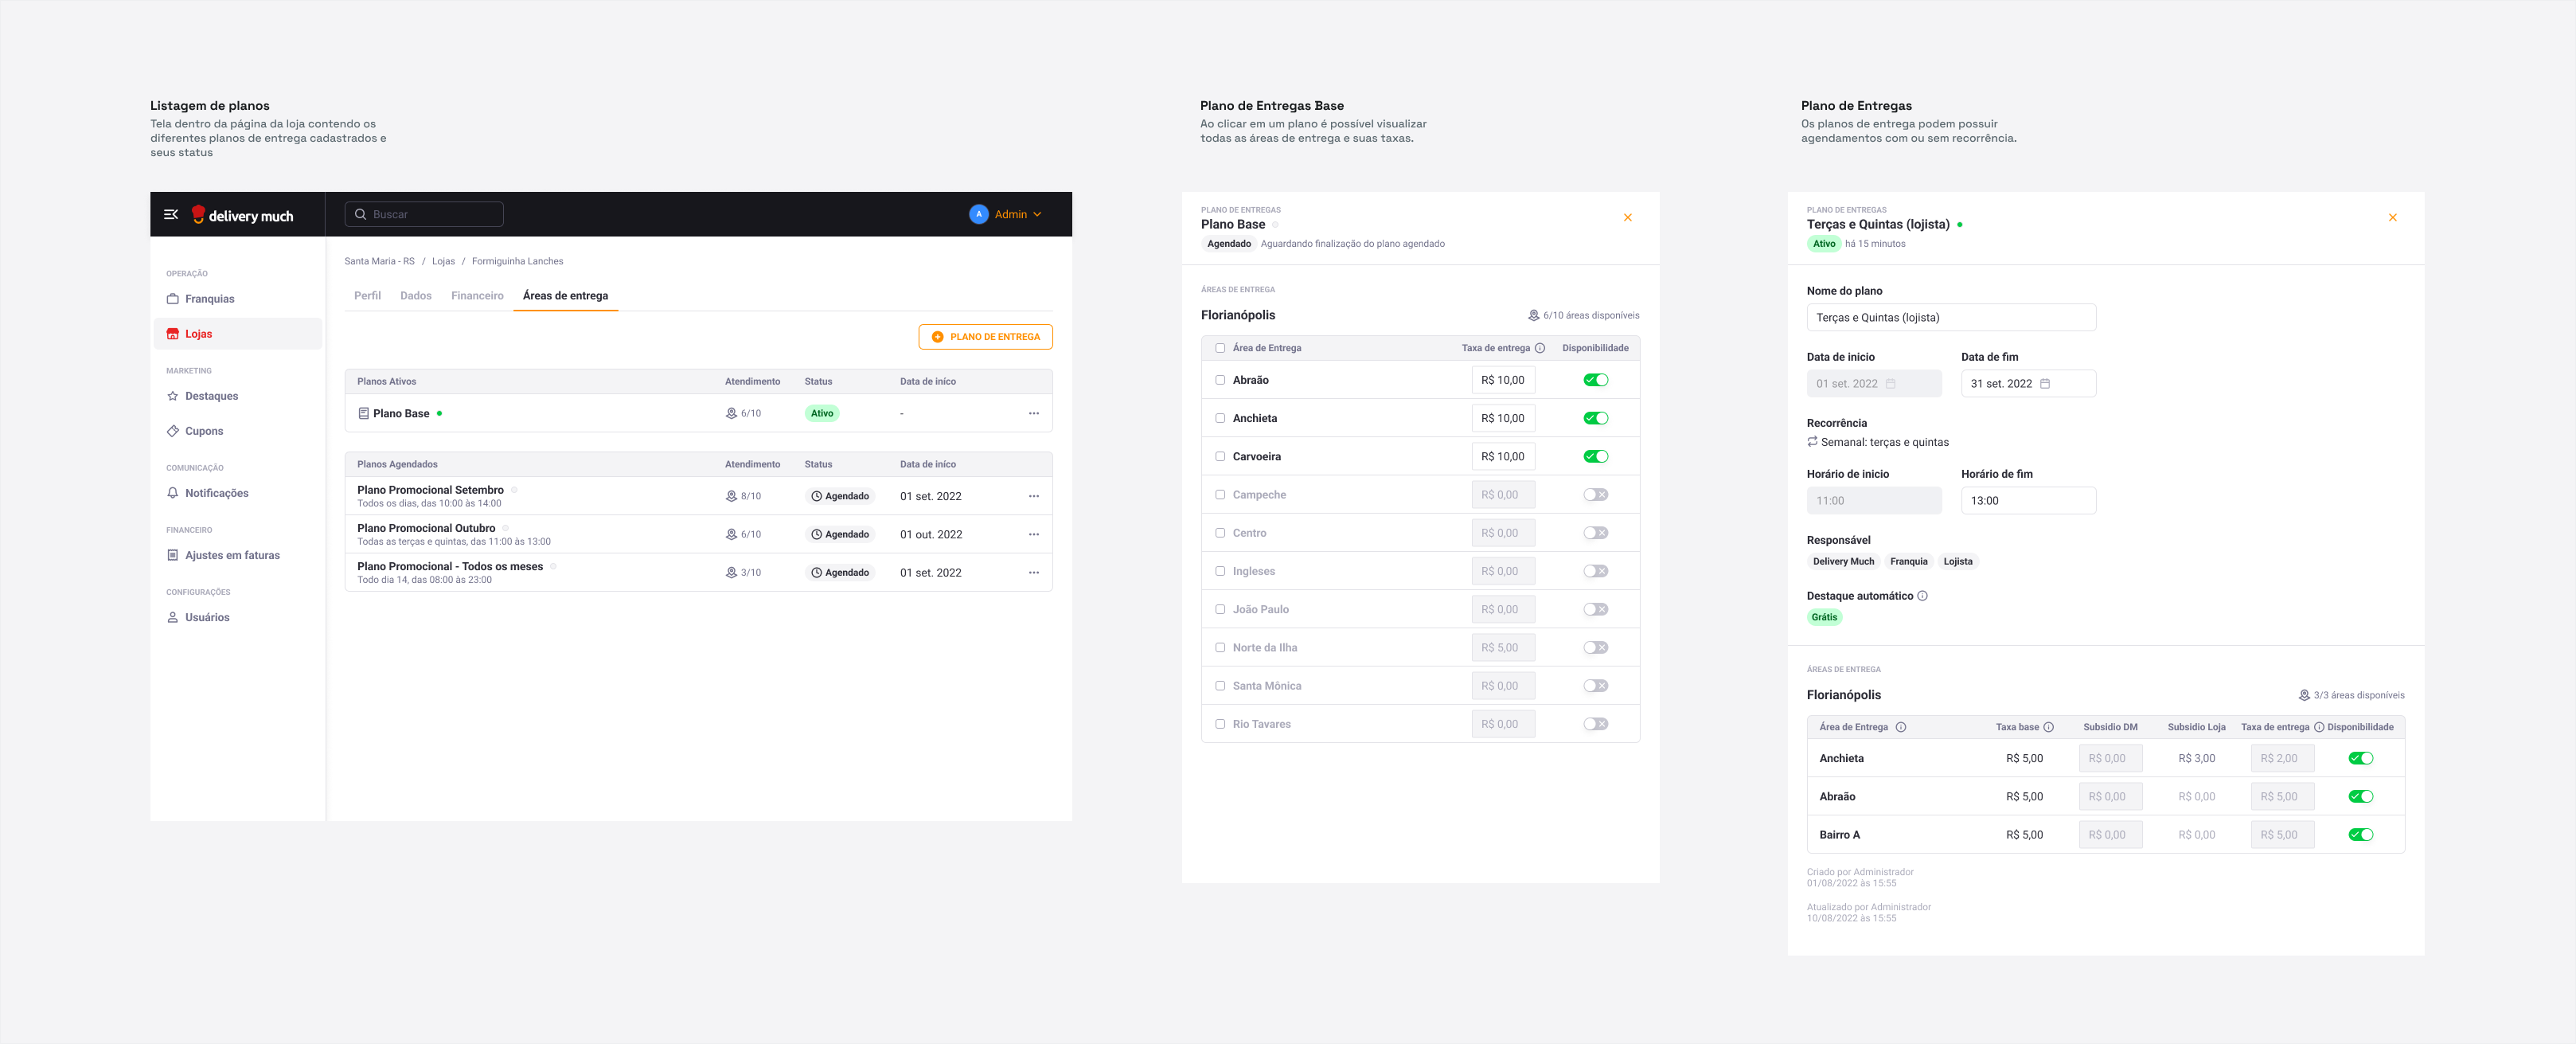 Listagem de planos
Tela dentro da página da loja contendo os
diferentes planos de entrega cadastrados e
seus status
delivery much
Buscar
A Admin
OPERAÇÃO
Franquias
Lojas
MARKETING
Destaques
Cupons
COMUNICAÇÃO
Notificações
FINANCEIRO
Ajustes em faturas
CONFIGURAÇÕES
Usuários
Santa Maria - RS / Lojas / Formiguinha Lanches
Perfil Dados Financeiro Áreas de entrega
PLANO DE ENTREGA
Planos Ativos Atendimento Status Data de iníco
Plano Base 6/10 Ativo -
Planos Agendados Atendimento Status Data de iníco
Plano Promocional Setembro 8/10 Agendado 01 set. 2022
Todos os dias, das 10:00 às 14:00
Plano Promocional Outubro 6/10 Agendado 01 out. 2022
Todas as terças e quintas, das 11:00 às 13:00
Plano Promocional - Todos os meses 3/10 Agendado 01 set. 2022
Todo dia 14, das 08:00 às 23:00
Plano de Entregas Base
Ao clicar em um plano é possível visualizar
todas as áreas de entrega e suas taxas.
PLANO DE ENTREGAS
Plano Base
Agendado Aguardando finalização do plano agendado
ÁREAS DE ENTREGA
Florianópolis 6/10 áreas disponíveis
Área de Entrega Taxa de entrega Disponibilidade
Abraão R$ 10,00
Anchieta R$ 10,00
Carvoeira R$ 10,00
Campeche R$ 0,00
Centro R$ 0,00
Ingleses R$ 0,00
João Paulo R$ 0,00
Norte da Ilha R$ 5,00
Santa Mônica R$ 0,00
Rio Tavares R$ 0,00
Plano de Entregas
Os planos de entrega podem possuir
agendamentos com ou sem recorrência.
PLANO DE ENTREGAS
Terças e Quintas (lojista)
Ativo há 15 minutos
Nome do plano
Terças e Quintas (lojista)
Data de inicio Data de fim
01 set. 2022 31 set. 2022
Recorrência
Semanal: terças e quintas
Horário de inicio Horário de fim
11:00 13:00
Responsável
Delivery Much Franquia Lojista
Destaque automático
Grátis
ÁREAS DE ENTREGA
Florianópolis 3/3 áreas disponíveis
Área de Entrega Taxa base Subsidio DM Subsidio Loja Taxa de entrega Disponibilidade
Anchieta R$ 5,00 R$ 0,00 R$ 3,00 R$ 2,00
Abraão R$ 5,00 R$ 0,00 R$ 0,00 R$ 5,00
Bairro A R$ 5,00 R$ 0,00 R$ 0,00 R$ 5,00
Criado por Administrador
01/08/2022 às 15:55
Atualizado por Administrador
10/08/2022 às 15:55